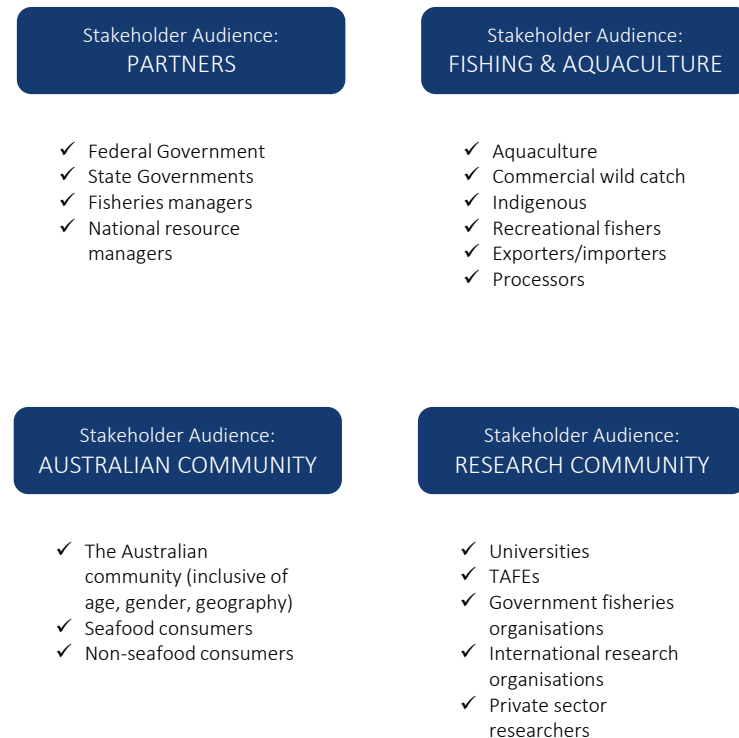 Stakeholder Audience:
PARTNERS
✓ Federal Government
✓ State Governments
✓ Fisheries managers
✓ National resource
managers
Stakeholder Audience:
FISHING & AQUACULTURE
✓ Aquaculture
✓ Commercial wild catch
✓ Indigenous
✓ Recreational fishers
✓ Exporters/importers
✓ Processors
Stakeholder Audience:
AUSTRALIAN COMMUNITY
✓ The Australian
community (inclusive of
age, gender, geography)
✓ Seafood consumers
✓ Non-seafood consumers
Stakeholder Audience:
RESEARCH COMMUNITY
✓ Universities
✓ TAFEs
✓ Government fisheries
organisations
✓ International research
organisations
✓ Private sector
researchers